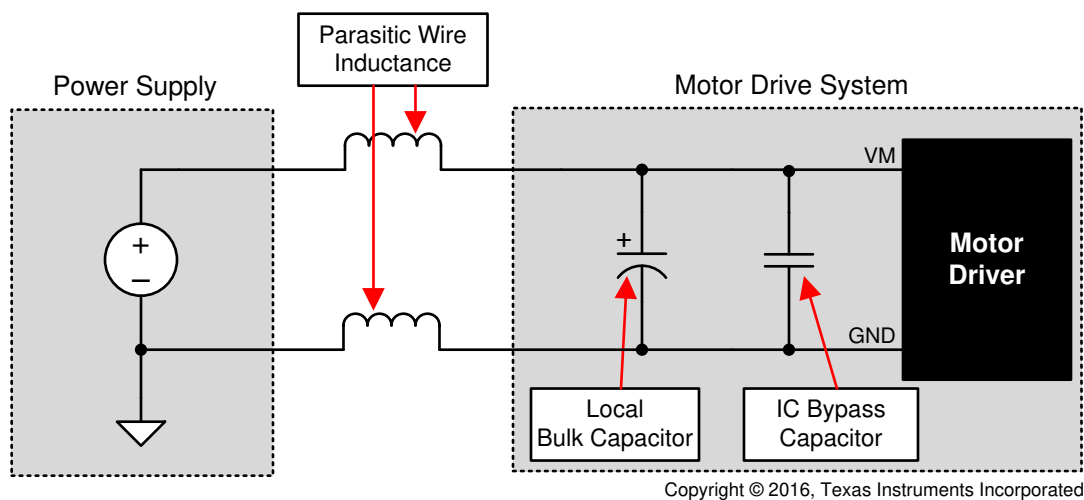 Parasitic Wire
Inductance
Power Supply
Motor Drive System
VM
+
–
+
Motor
Driver
GND
Local
Bulk Capacitor
IC Bypass
Capacitor
Copyright © 2016, Texas Instruments Incorporated